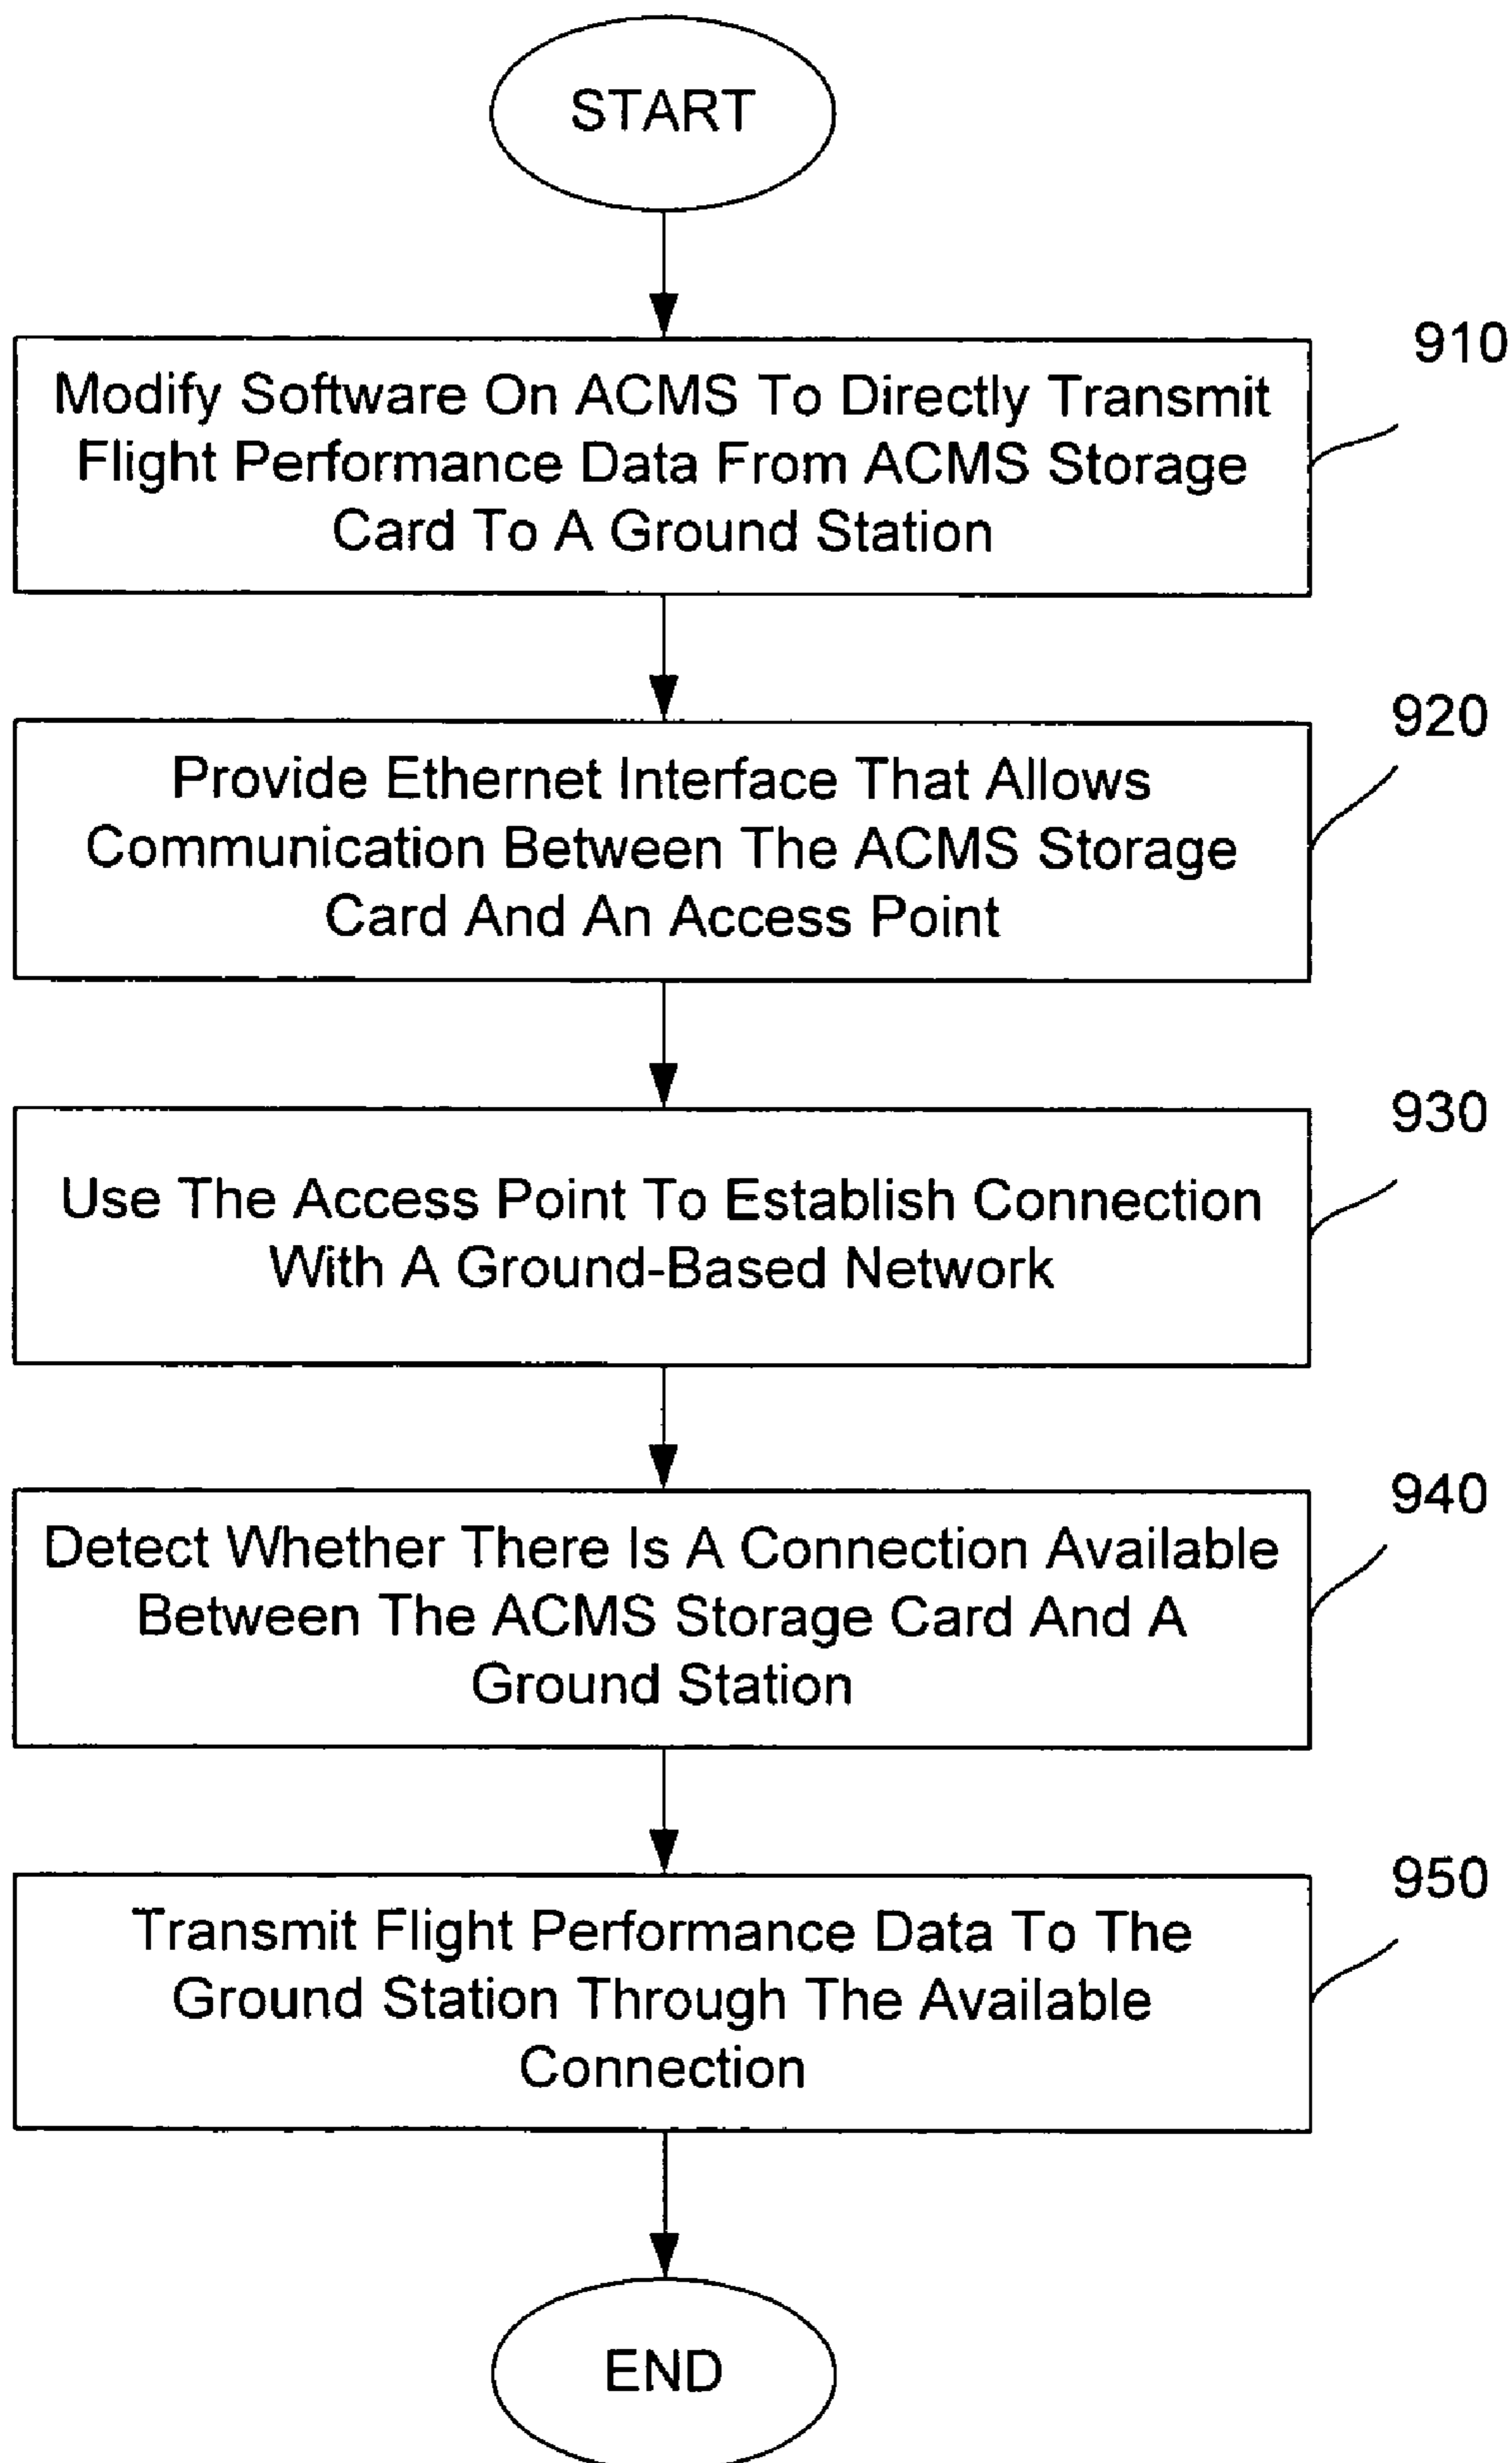 START
910
Modify Software On ACMS To Directly Transmit
Flight Performance Data From ACMS Storage
Card To A Ground Station
920
Provide Ethernet Interface That Allows
Communication Between The ACMS Storage
Card And An Access Point
930
Use The Access Point To Establish Connection
With A Ground-Based Network
940
Detect Whether There Is A Connection Available
Between The ACMS Storage Card And A
Ground Station
950
Transmit Flight Performance Data To The
Ground Station Through The Available
Connection
END